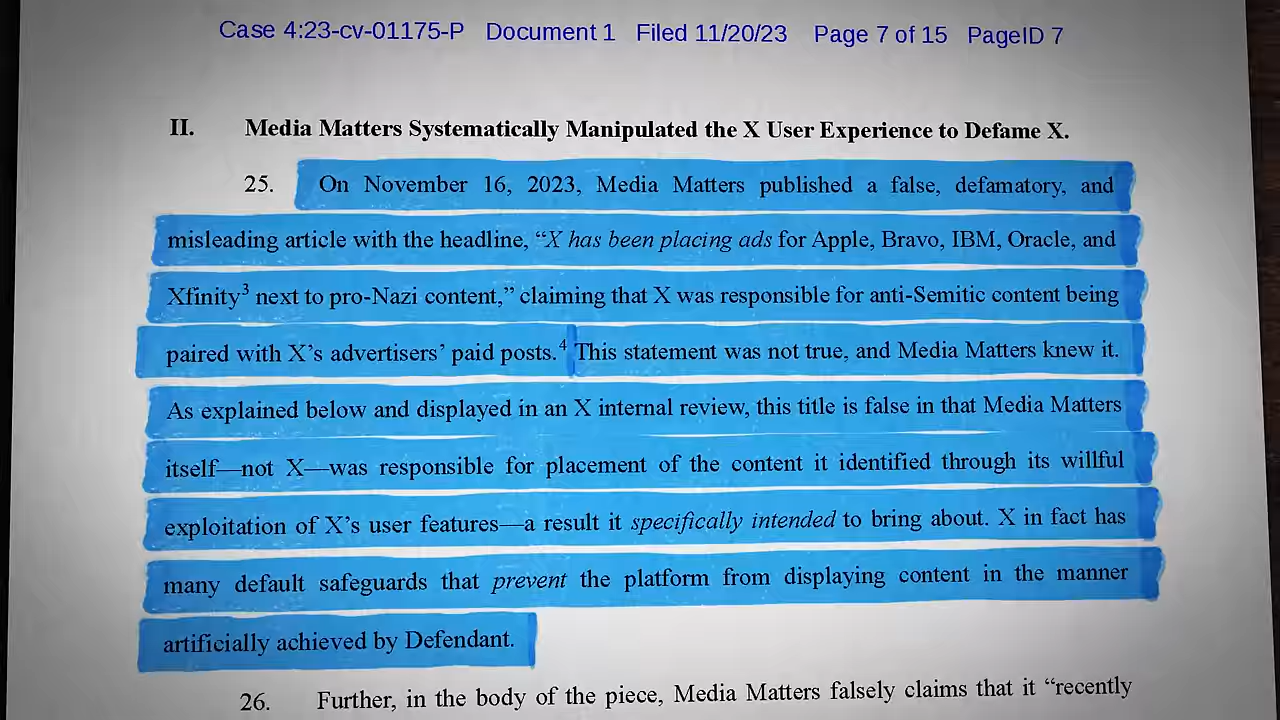 Case 4:23-cv-01175-P Document 1 Filed 11/20/23 Page 7 of 15 PageID 7
II. Media Matters Systematically Manipulated the X User Experience to Defame X.
25. On November 16, 2023, Media Matters published a false, defamatory, and
misleading article with the headline, “X has been placing ads for Apple, Bravo, IBM, Oracle, and
Xfinity³ next to pro-Nazi content,” claiming that X was responsible for anti-Semitic content being
paired with X’s advertisers’ paid posts.⁴ This statement was not true, and Media Matters knew it.
As explained below and displayed in an X internal review, this title is false in that Media Matters
itself—not X—was responsible for placement of the content it identified through its willful
exploitation of X’s user features—a result it specifically intended to bring about. X in fact has
many default safeguards that prevent the platform from displaying content in the manner
artificially achieved by Defendant.
26. Further, in the body of the piece, Media Matters falsely claims that it “recently